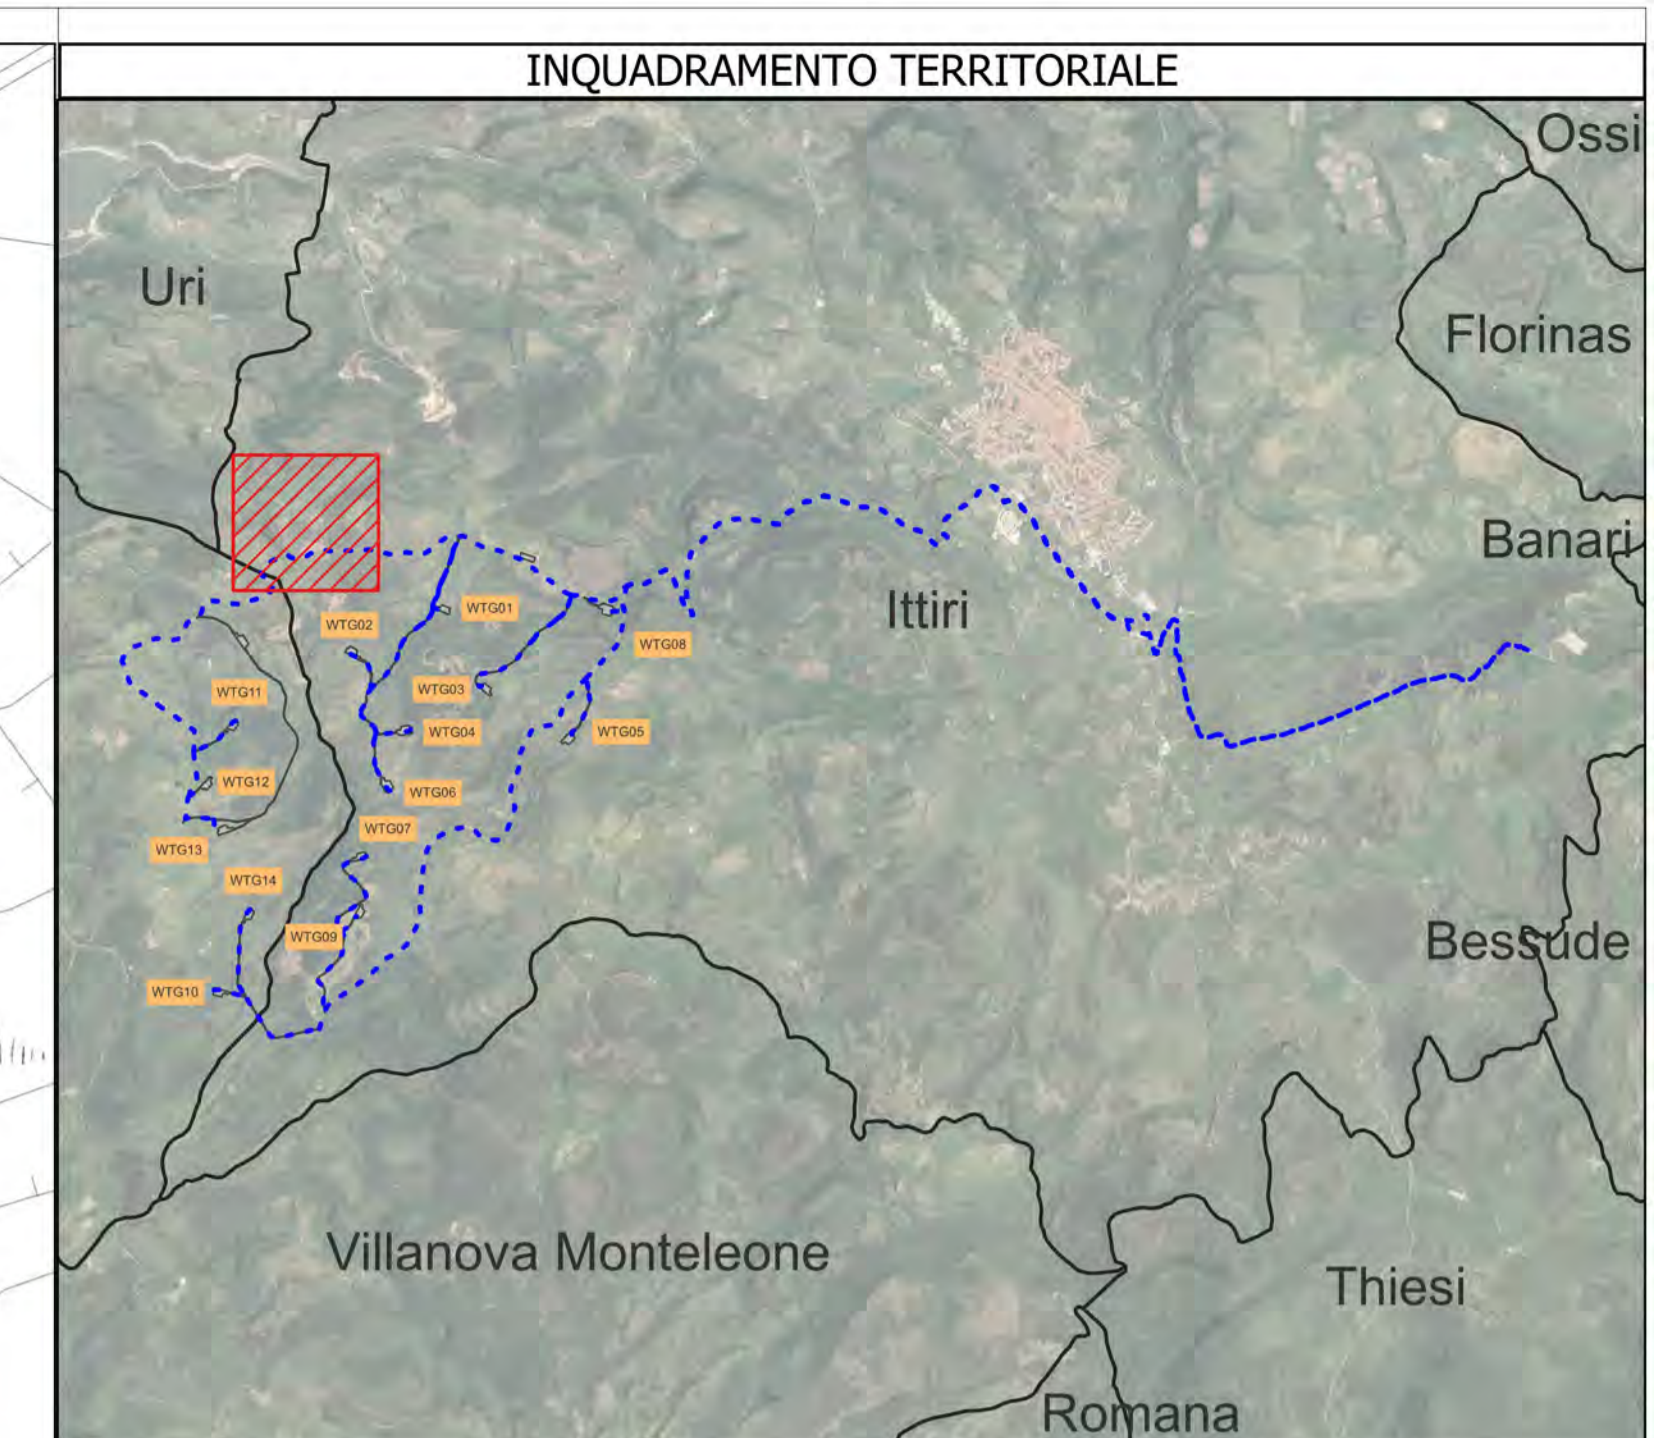 INQUADRAMENTO TERRITORIALE
Ossi
Uri
Florinas
Banari
Ittiri
WTG01
WTG02
WTG08
WTG03
WTG11
WTG04
WTG05
WTG12
WTG06
WTG07
WTG13
WTG14
WTG09
Bessude
WTG10
Villanova Monteleone
Thiesi
Romana